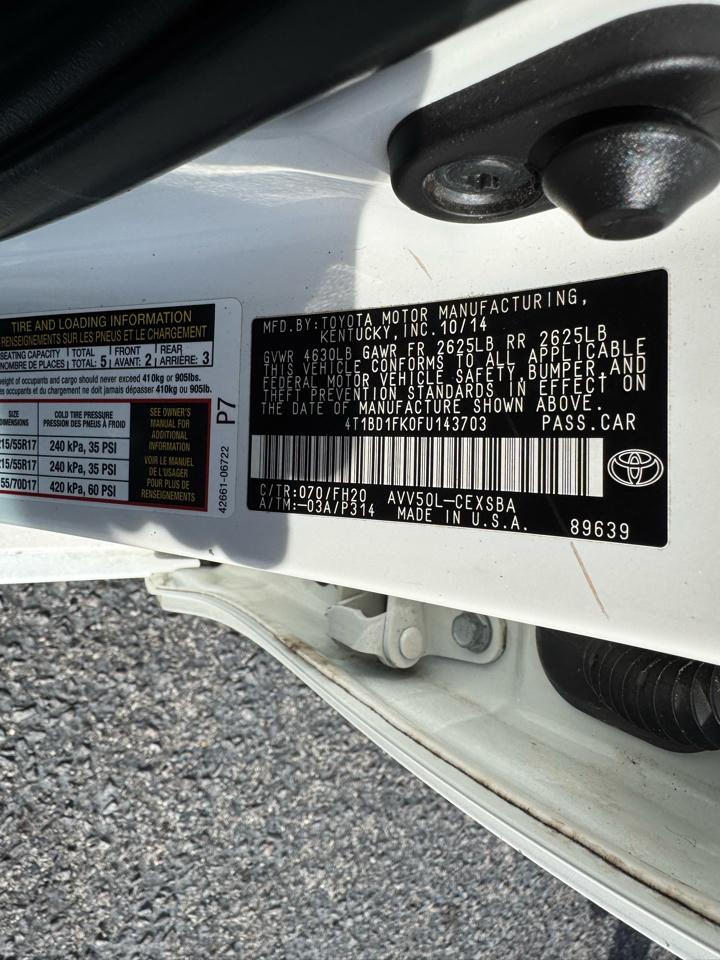 TIRE AND LOADING INFORMATION
RENSEIGNEMENTS SUR LES PNEUS ET LE CHARGEMENT
SEATING CAPACITY TOTAL FRONT REAR
NOMBRE DE PLACES TOTAL: 5 AVANT: 2 ARRIÈRE: 3
weight of occupants and cargo should never exceed 410kg or 905lbs.
des occupants et du chargement ne doit jamais dépasser 410kg ou 905lb.
SIZE
DIMENSIONS
COLD TIRE PRESSURE
PRESSION DES PNEUS À FROID
215/55R17 240 kPa, 35 PSI
215/55R17 240 kPa, 35 PSI
55/70D17 420 kPa, 60 PSI
SEE OWNER'S
MANUAL FOR
ADDITIONAL
INFORMATION
VOIR LE MANUEL
DE L'USAGER
POUR PLUS DE
RENSEIGNEMENTS
P7
42661-06722
MFD.BY:TOYOTA MOTOR MANUFACTURING,
KENTUCKY, INC.10/14
GVWR 4630LB GAWR FR 2625LB RR 2625LB
THIS VEHICLE CONFORMS TO ALL APPLICABLE
FEDERAL MOTOR VEHICLE SAFETY,BUMPER,AND
THEFT PREVENTION STANDARDS IN EFFECT ON
THE DATE OF MANUFACTURE SHOWN ABOVE.
4T1BD1FK0FU143703 PASS.CAR
C/TR:070/FH20 AVV50L-CEXSBA
A/TM:-03A/P314 MADE IN U.S.A. 89639